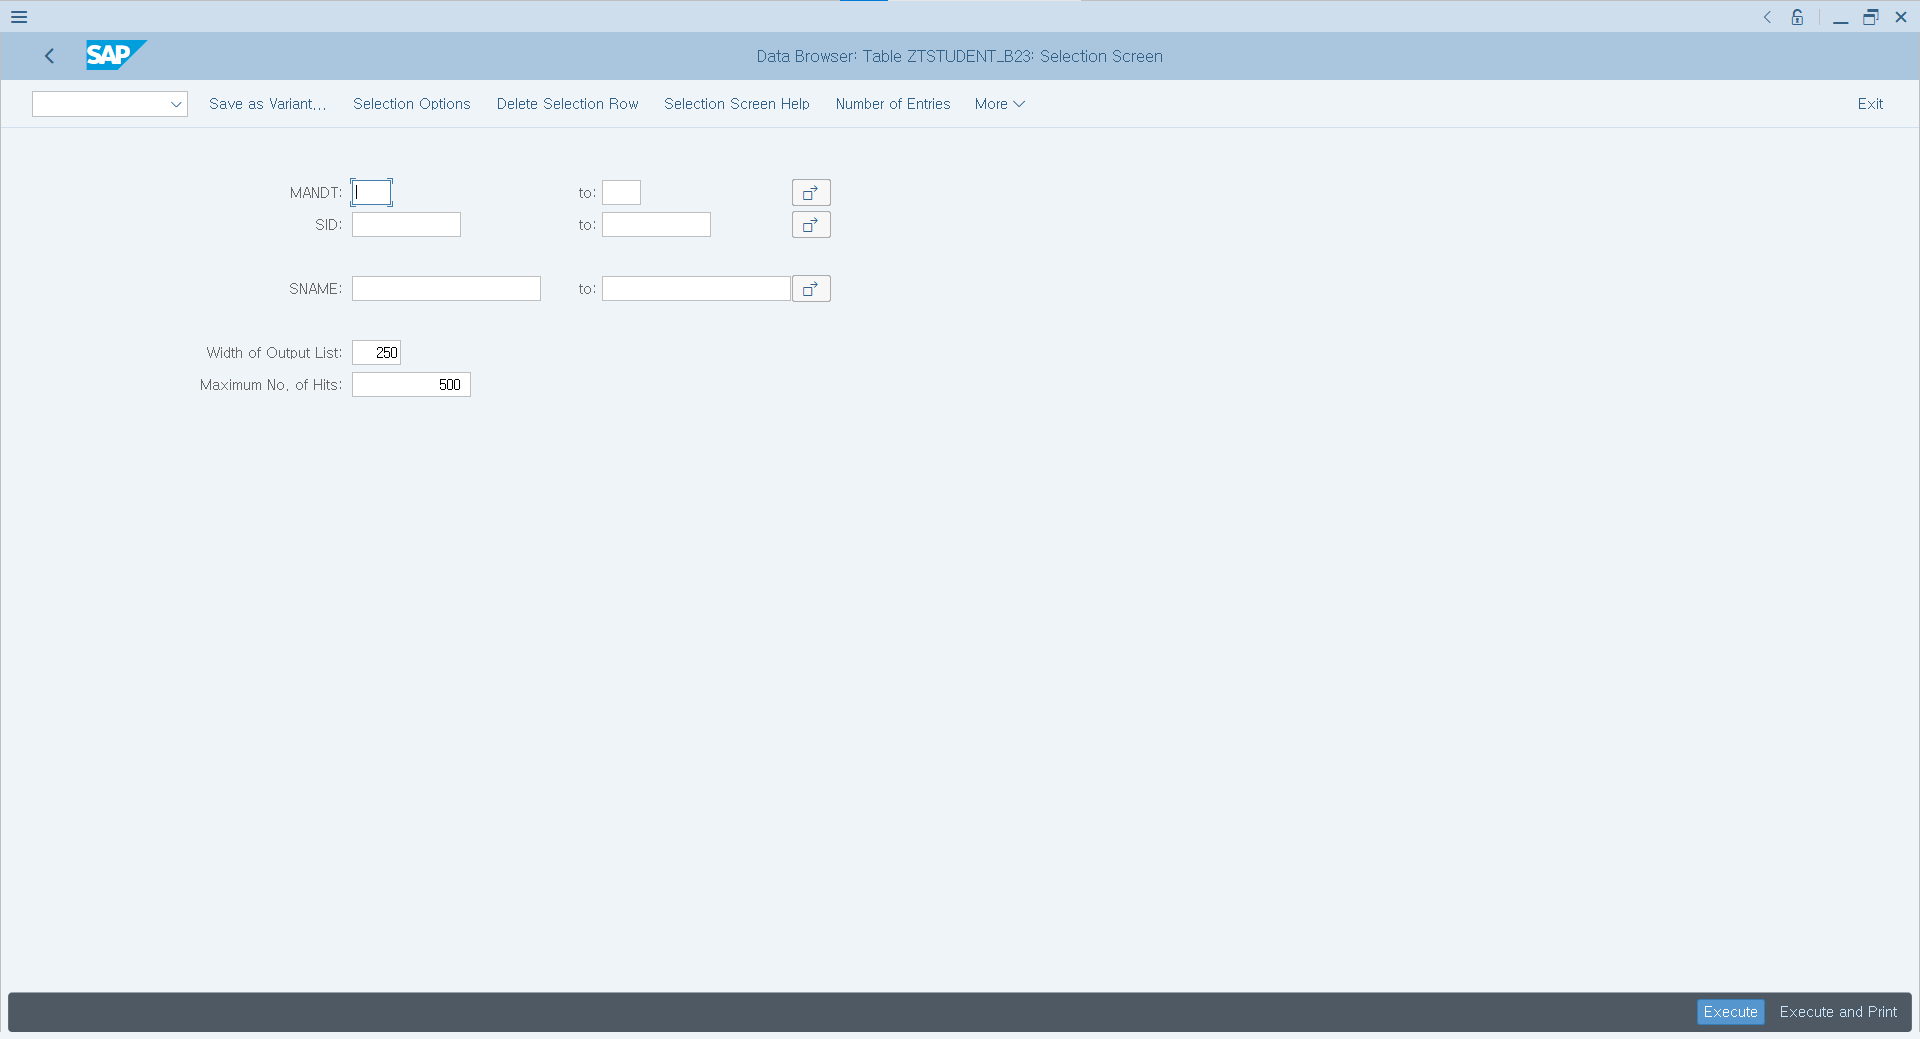 SAP
Data Browser: Table ZTSTUDENT_B23: Selection Screen
Save as Variant... Selection Options Delete Selection Row Selection Screen Help Number of Entries More Exit
MANDT: to:
SID: to:
SNAME: to:
Width of Output List: 250
Maximum No. of Hits: 500
Execute Execute and Print